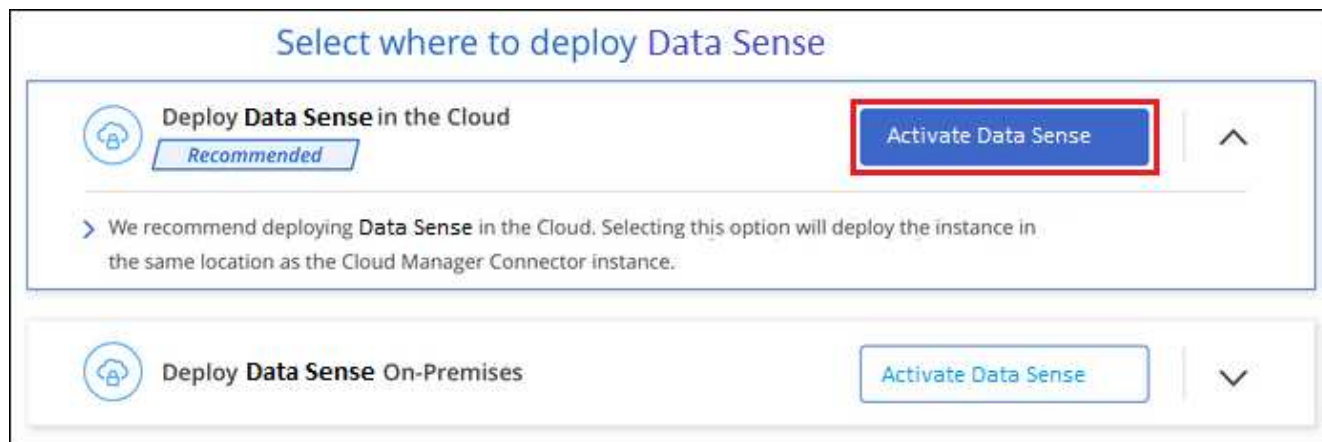 Select where to deploy Data Sense
Deploy Data Sense in the Cloud
Activate Data Sense
Recommended
We recommend deploying Data Sense in the Cloud. Selecting this option will deploy the instance in
the same location as the Cloud Manager Connector instance.
Deploy Data Sense On-Premises
Activate Data Sense